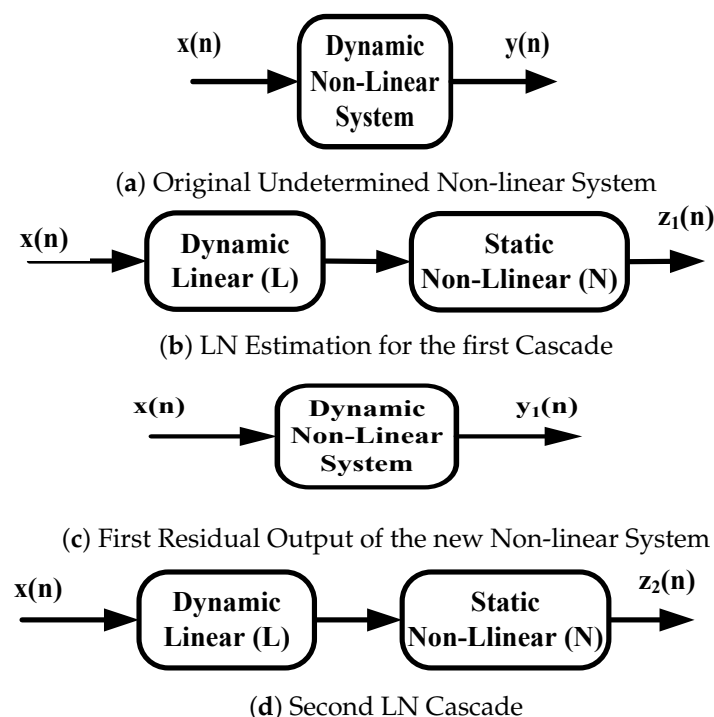 x(n)
Dynamic
Non-Linear
System
y(n)
(a) Original Undetermined Non-linear System
x(n)
Dynamic
Linear (L)
Static
Non-Llinear (N)
z₁(n)
(b) LN Estimation for the first Cascade
x(n)
Dynamic
Non-Linear
System
y₁(n)
(c) First Residual Output of the new Non-linear System
x(n)
Dynamic
Linear (L)
Static
Non-Llinear (N)
z₂(n)
(d) Second LN Cascade